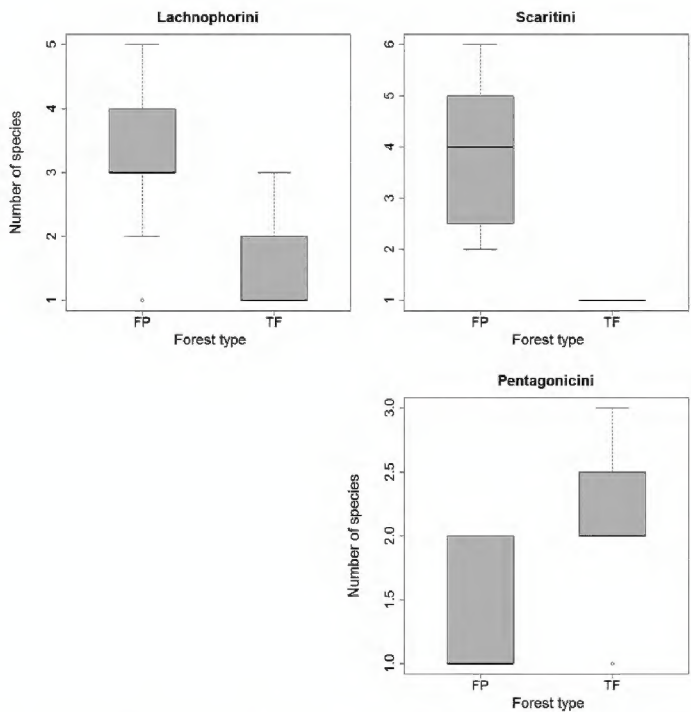 Lachnophorini
Number of species
5
4
3
2
1
FP TF
Forest type
Scaritini
6
5
4
3
2
1
FP TF
Forest type
Pentagonicini
Number of species
3.0
2.5
2.0
1.5
1.0
FP TF
Forest type